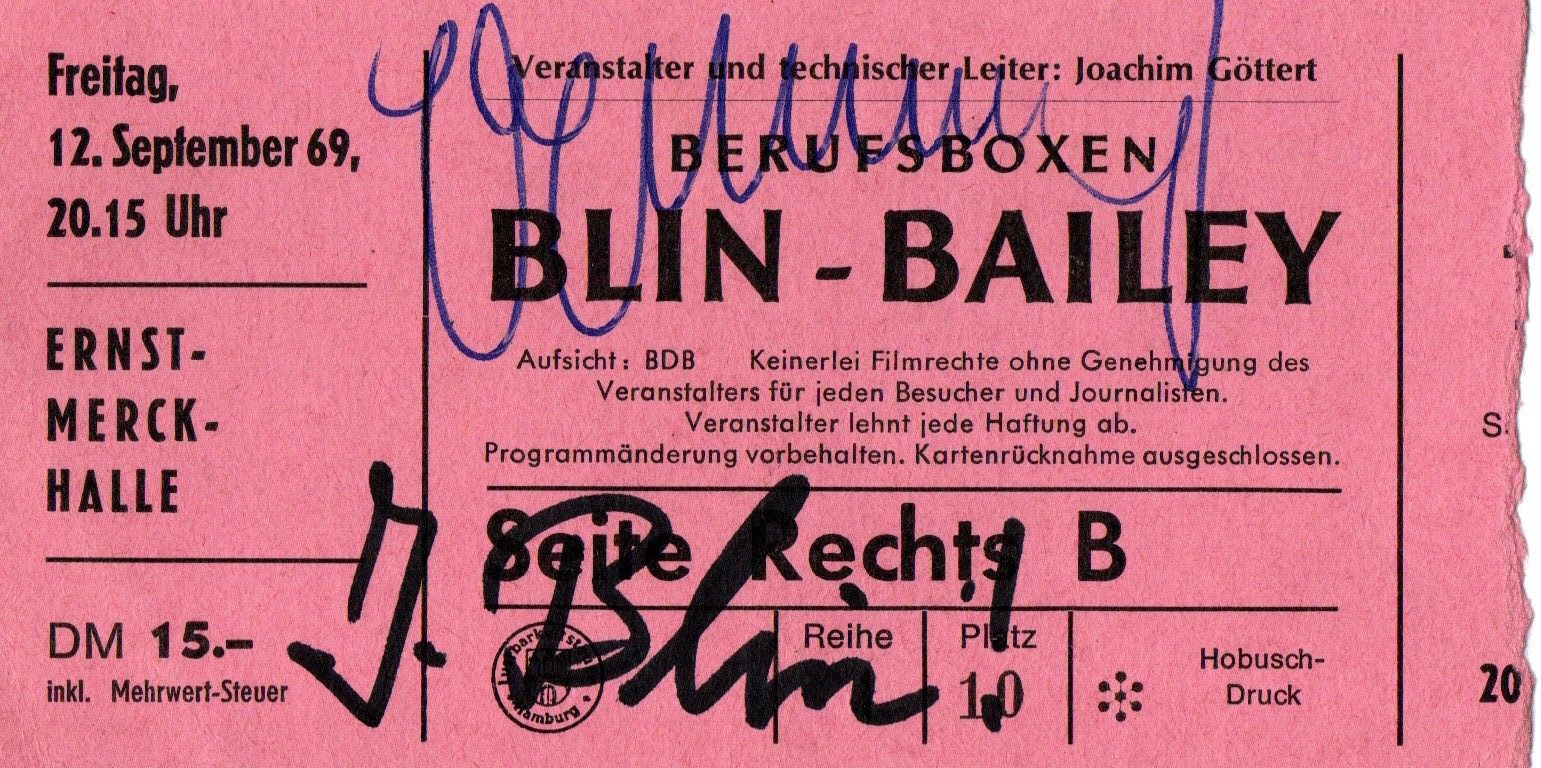 Freitag,
12. September 69,
20.15 Uhr
ERNST-
MERCK-
HALLE
DM 15.–
inkl. Mehrwert-Steuer
Veranstalter und technischer Leiter: Joachim Göttert
BERUFSBOXEN
BLIN - BAILEY
Aufsicht: BDB Keinerlei Filmrechte ohne Genehmigung des
Veranstalters für jeden Besucher und Journalisten.
Veranstalter lehnt jede Haftung ab.
Programmänderung vorbehalten. Kartenrücknahme ausgeschlossen.
Seite Rechts B
J. Blin.
Reihe
Platz
10
Hamburg
Hobusch-
Druck
S.
20